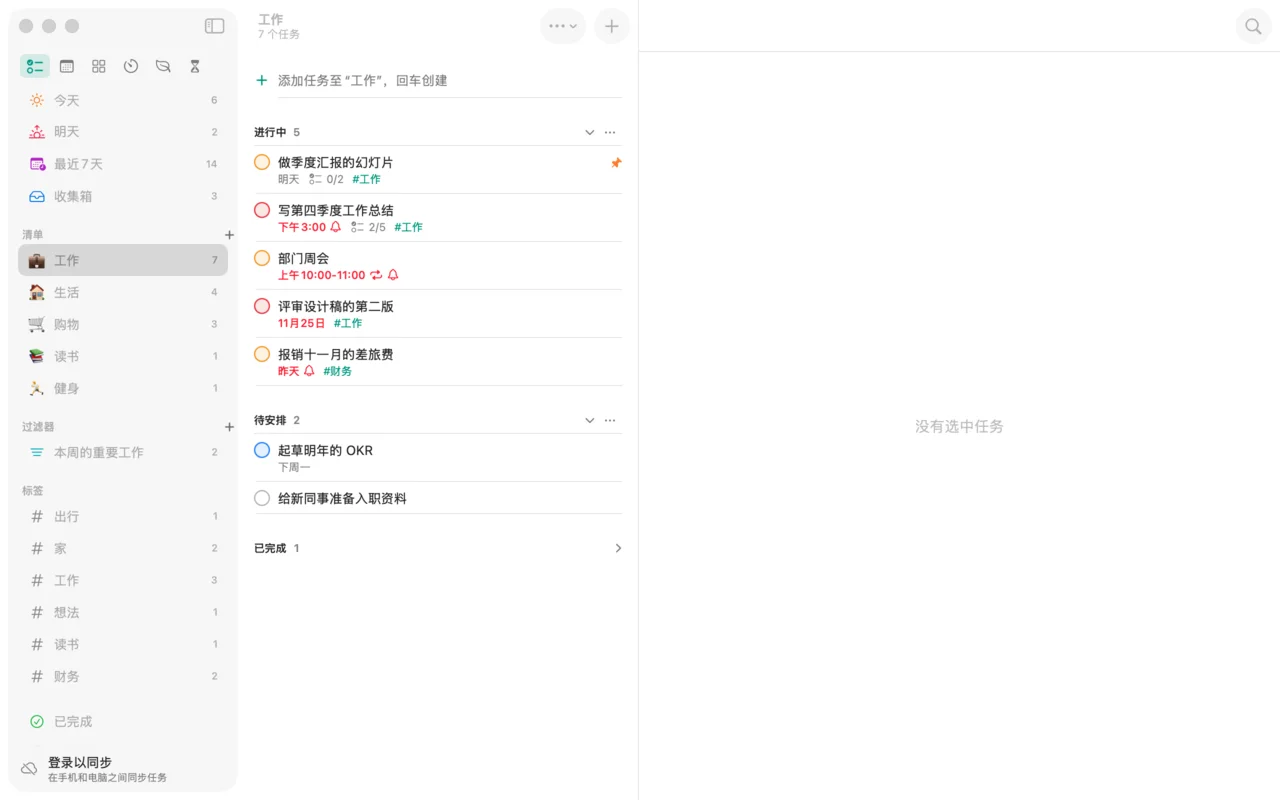 今天 6
明天 2
最近7天 14
收集箱 3
清单
工作 7
生活 4
购物 3
读书 1
健身 1
过滤器
本周的重要工作 2
标签
# 出行 1
# 家 2
# 工作 3
# 想法 1
# 读书 1
# 财务 2
已完成
登录以同步
在手机和电脑之间同步任务
工作
7 个任务
添加任务至 “工作”，回车创建
进行中 5
做季度汇报的幻灯片
明天 0/2 #工作
写第四季度工作总结
下午3:00 2/5 #工作
部门周会
上午10:00-11:00
评审设计稿的第二版
11月25日 #工作
报销十一月的差旅费
昨天 #财务
待安排 2
起草明年的 OKR
下周一
给新同事准备入职资料
已完成 1
没有选中任务